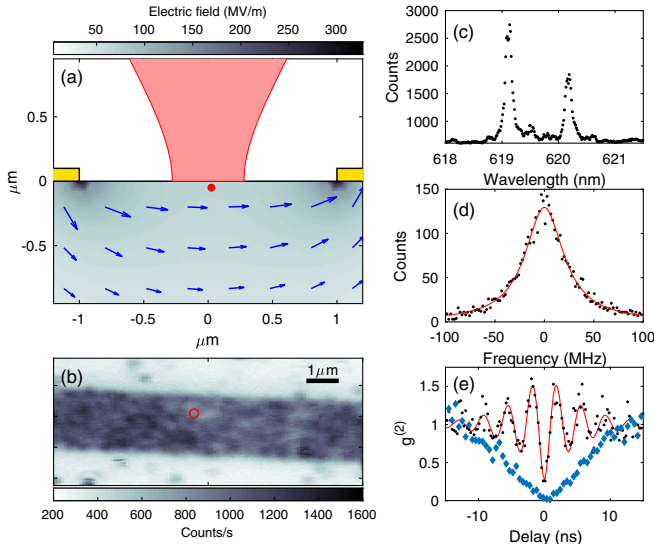 Electric field (MV/m)
50 100 150 200 250 300
(a)
0.5
0
-0.5
μm
-1 -0.5 0 0.5 1
μm
(b)
1μm
200 400 600 800 1000 1200 1400 1600
Counts/s
(c)
Counts
3000
2500
2000
1500
1000
618 619 620 621
Wavelength (nm)
(d)
Counts
150
100
50
0
-100 -50 0 50 100
Frequency (MHz)
(e)
g(2)
1.5
1
0.5
0
-10 0 10
Delay (ns)